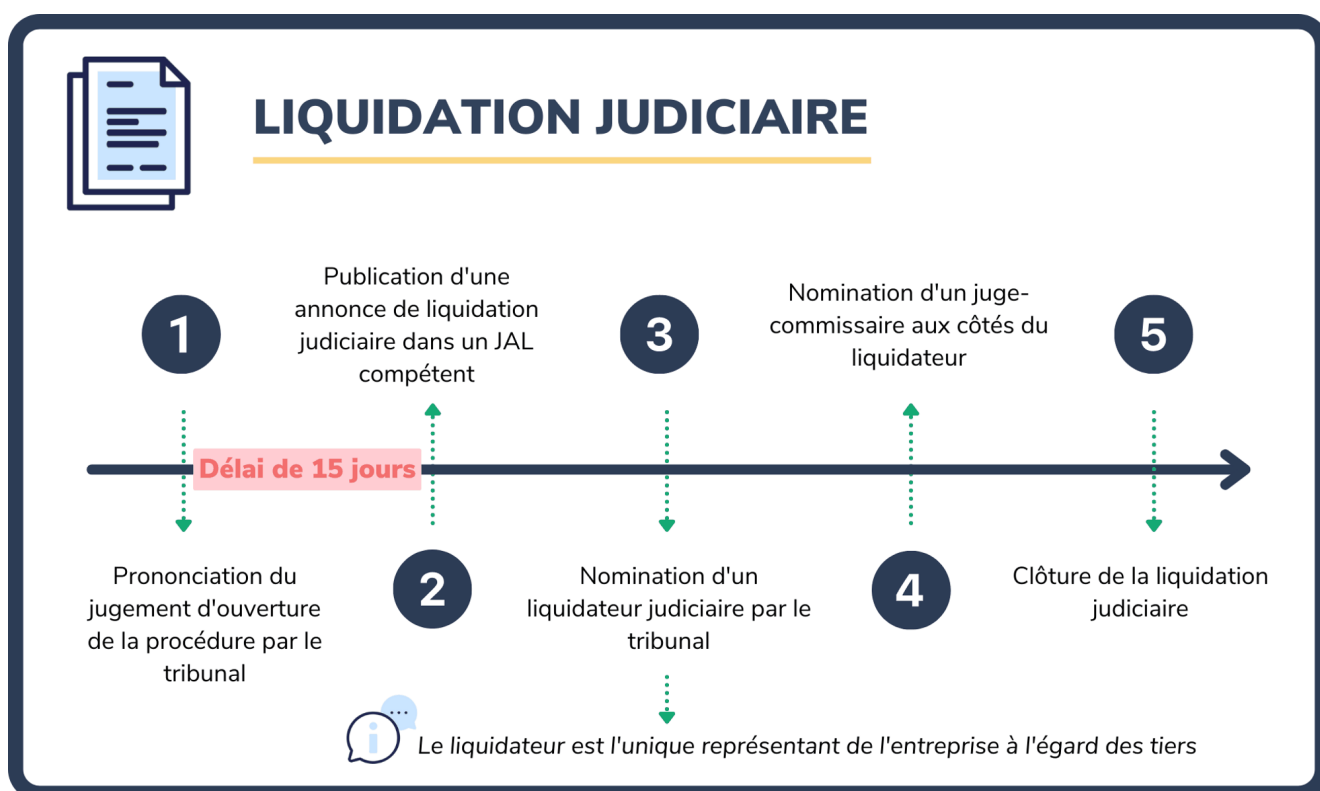 LIQUIDATION JUDICIAIRE
1
Publication d'une
annonce de liquidation
judiciaire dans un JAL
compétent
3
Nomination d'un juge-
commissaire aux côtés du
liquidateur
5
Délai de 15 jours
Prononciation du
jugement d'ouverture
de la procédure par le
tribunal
2
Nomination d'un
liquidateur judiciaire par le
tribunal
4
Clôture de la liquidation
judiciaire
i
Le liquidateur est l'unique représentant de l'entreprise à l'égard des tiers